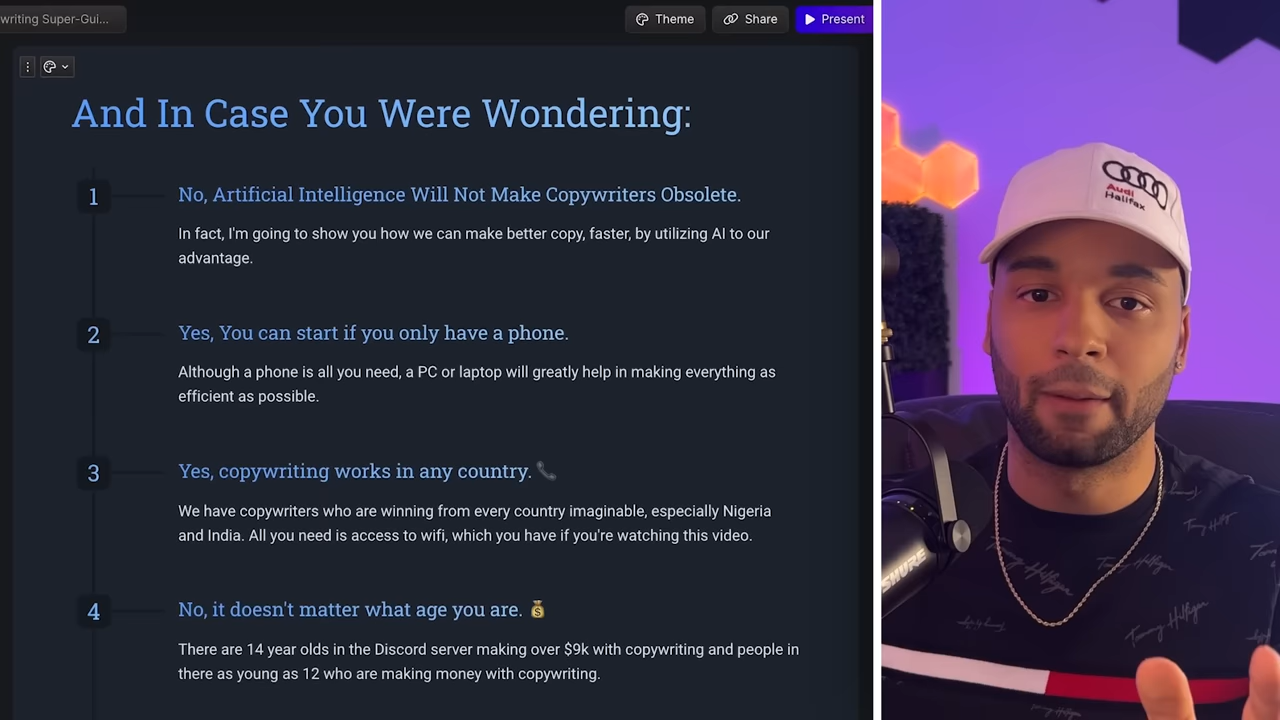 writing Super-Gui...
Theme
Share
Present
And In Case You Were Wondering:
1
No, Artificial Intelligence Will Not Make Copywriters Obsolete.
In fact, I'm going to show you how we can make better copy, faster, by utilizing AI to our
advantage.
2
Yes, You can start if you only have a phone.
Although a phone is all you need, a PC or laptop will greatly help in making everything as
efficient as possible.
3
Yes, copywriting works in any country. 📞
We have copywriters who are winning from every country imaginable, especially Nigeria
and India. All you need is access to wifi, which you have if you're watching this video.
4
No, it doesn't matter what age you are. 💰
There are 14 year olds in the Discord server making over $9k with copywriting and people in
there as young as 12 who are making money with copywriting.
Audi
Halifax
SHURE
Tommy Hilfiger
Tommy Hilfiger